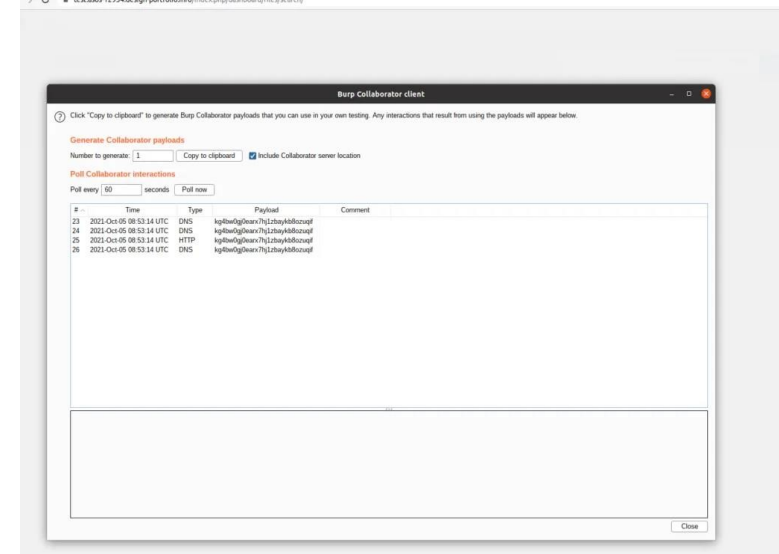 Burp Collaborator client
Click "Copy to clipboard" to generate Burp Collaborator payloads that you can use in your own testing. Any interactions that result from using the payloads will appear below.
Generate Collaborator payloads
Number to generate: 1 Copy to clipboard Include Collaborator server location
Poll Collaborator interactions
Poll every 60 seconds Poll now
# Time Type Payload Comment
23 2021-Oct-05 08:53:14 UTC DNS kg4bw0gj0earx7hj1zbaykb8ozuqif
24 2021-Oct-05 08:53:14 UTC DNS kg4bw0gj0earx7hj1zbaykb8ozuqif
25 2021-Oct-05 08:53:14 UTC HTTP kg4bw0gj0earx7hj1zbaykb8ozuqif
26 2021-Oct-05 08:53:14 UTC DNS kg4bw0gj0earx7hj1zbaykb8ozuqif
Close